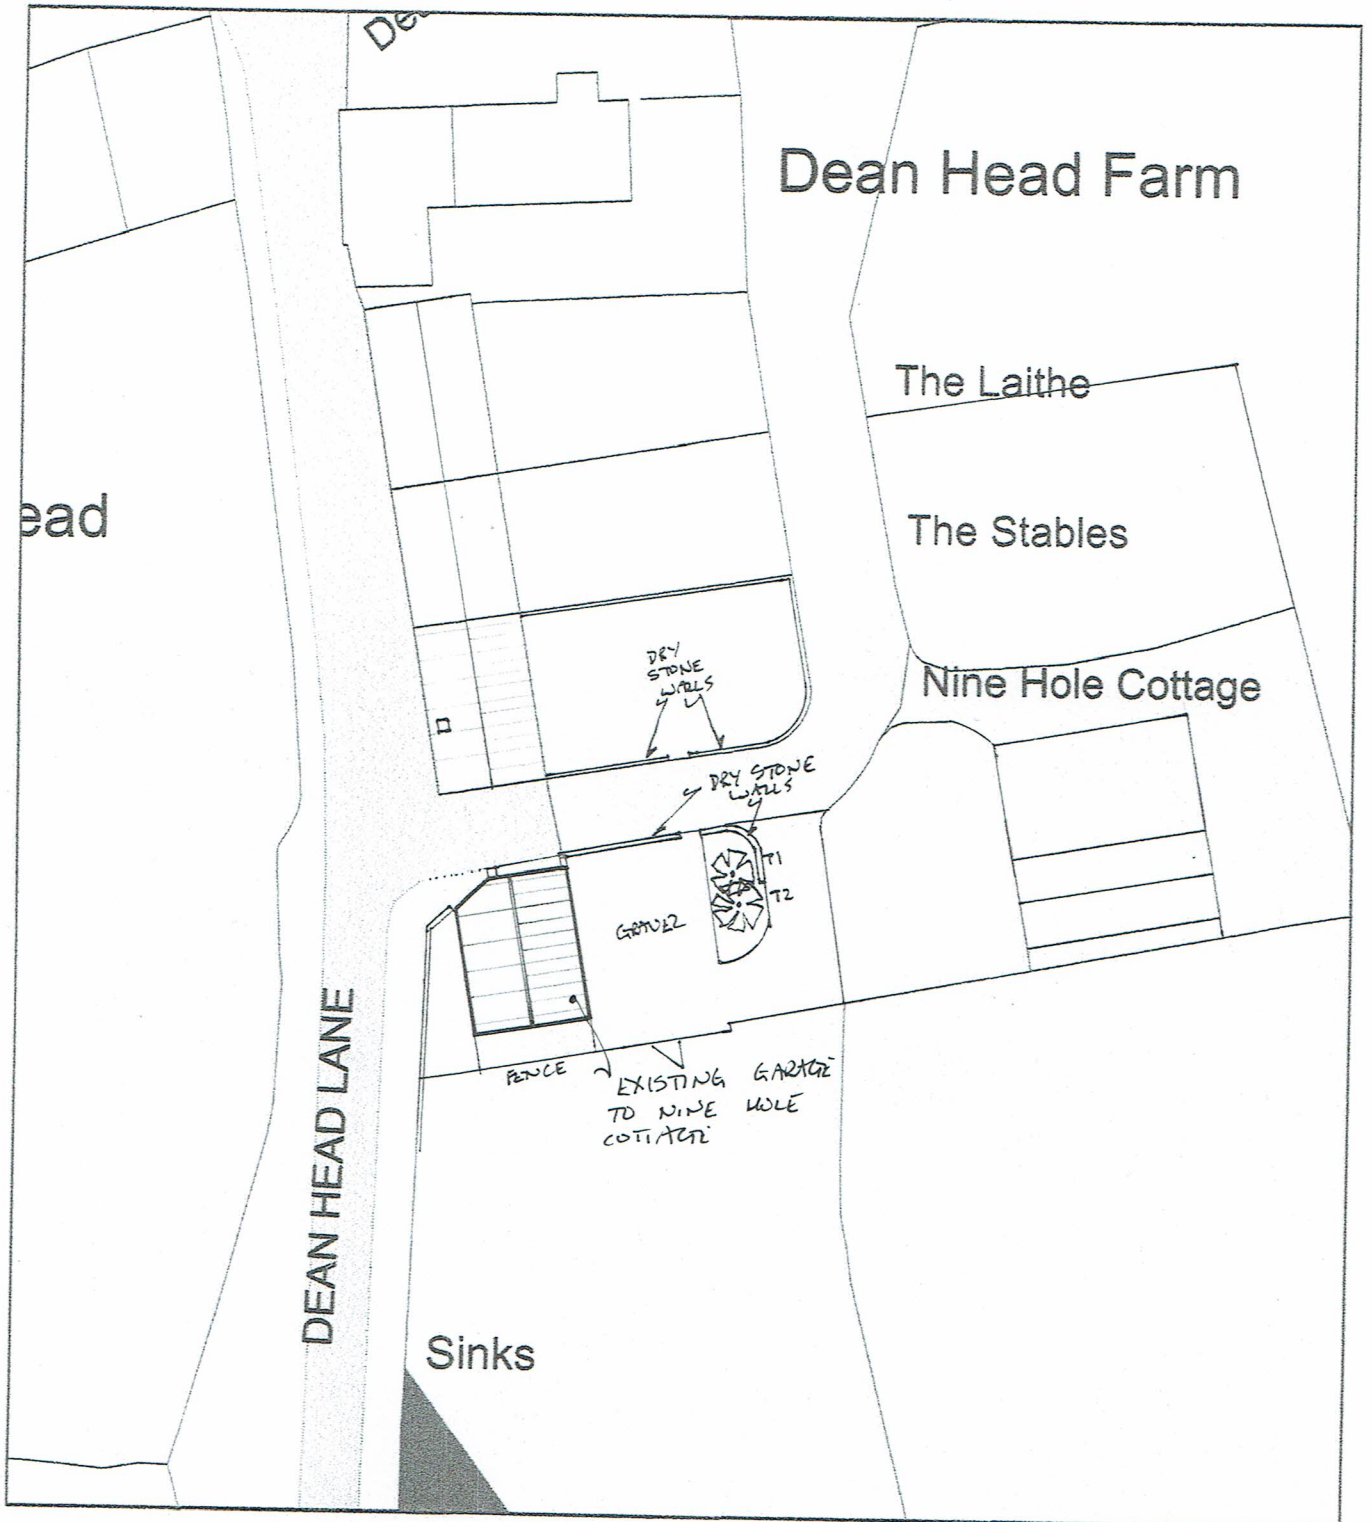 Dean Head Farm
The Laithe
ead
The Stables
DRY
STONE
WALLS
Nine Hole Cottage
DRY STONE
WALLS
T1
T2
GRAVEL
FENCE
EXISTING GARAGE
TO NINE HOLE
COTTAGE
DEAN HEAD LANE
Sinks